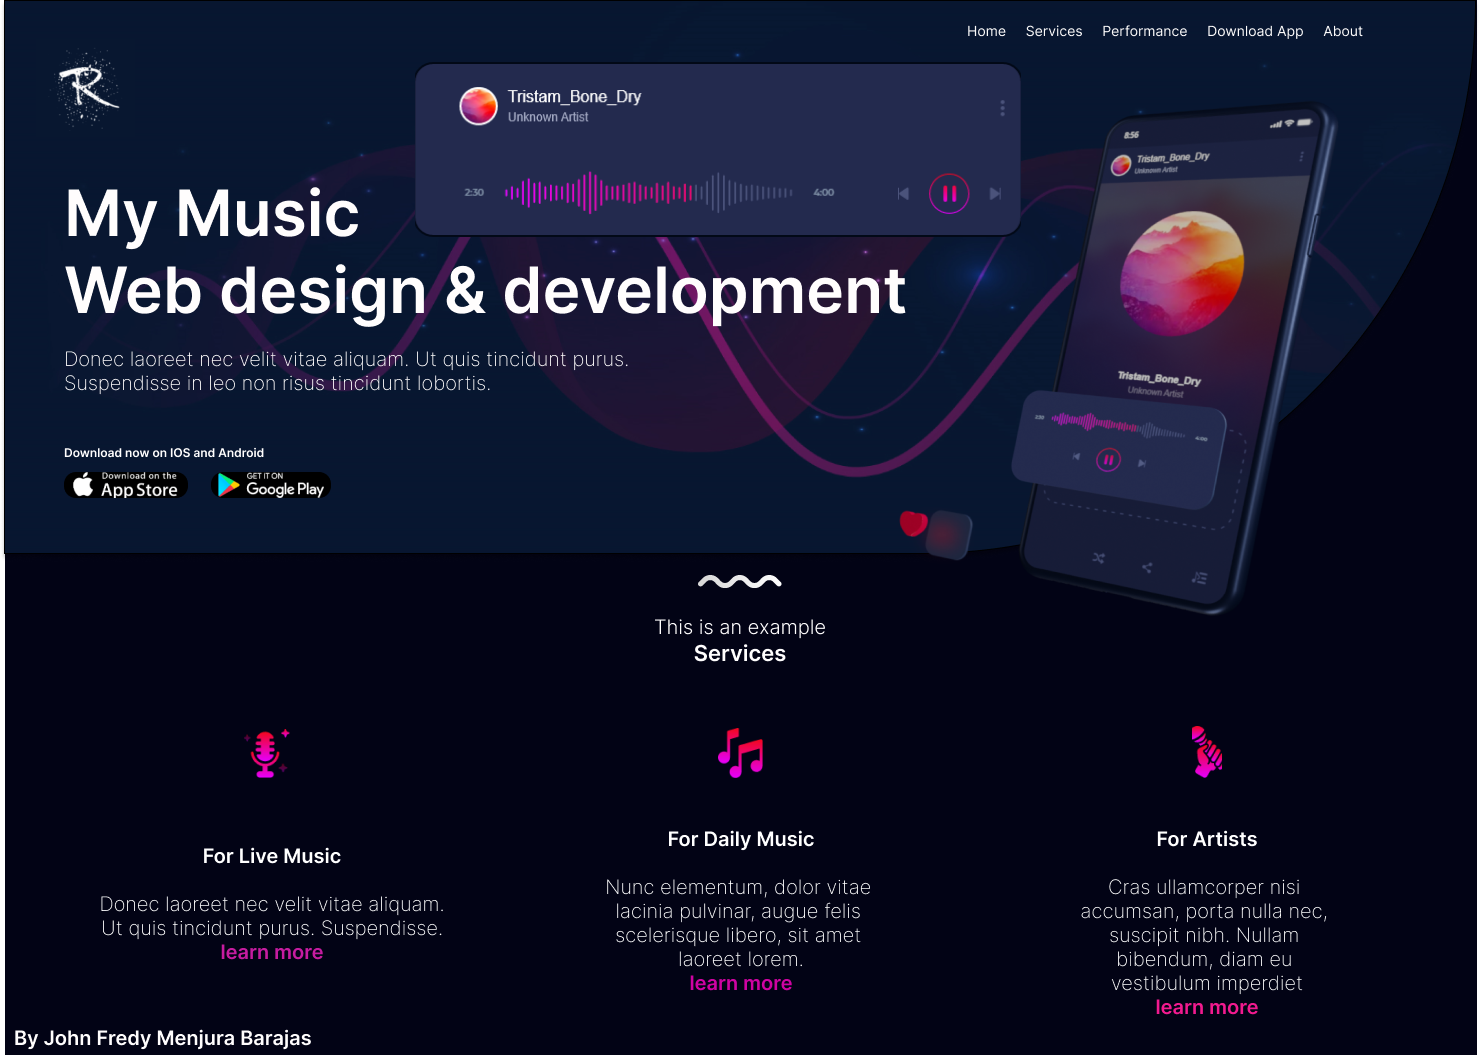 Home Services Performance Download App About
R
Tristam_Bone_Dry
Unknown Artist
2:30
4:00
8:56
Tristam_Bone_Dry
Unknown Artist
My Music
Web design & development
Donec laoreet nec velit vitae aliquam. Ut quis tincidunt purus.
Suspendisse in leo non risus tincidunt lobortis.
Tristam_Bone_Dry
Unknown Artist
2:30
4:00
Download now on IOS and Android
Download on the
App Store
GET IT ON
Google Play
This is an example
Services
For Live Music
Donec laoreet nec velit vitae aliquam.
Ut quis tincidunt purus. Suspendisse.
learn more
For Daily Music
Nunc elementum, dolor vitae
lacinia pulvinar, augue felis
scelerisque libero, sit amet
laoreet lorem.
learn more
For Artists
Cras ullamcorper nisi
accumsan, porta nulla nec,
suscipit nibh. Nullam
bibendum, diam eu
vestibulum imperdiet
learn more
By John Fredy Menjura Barajas